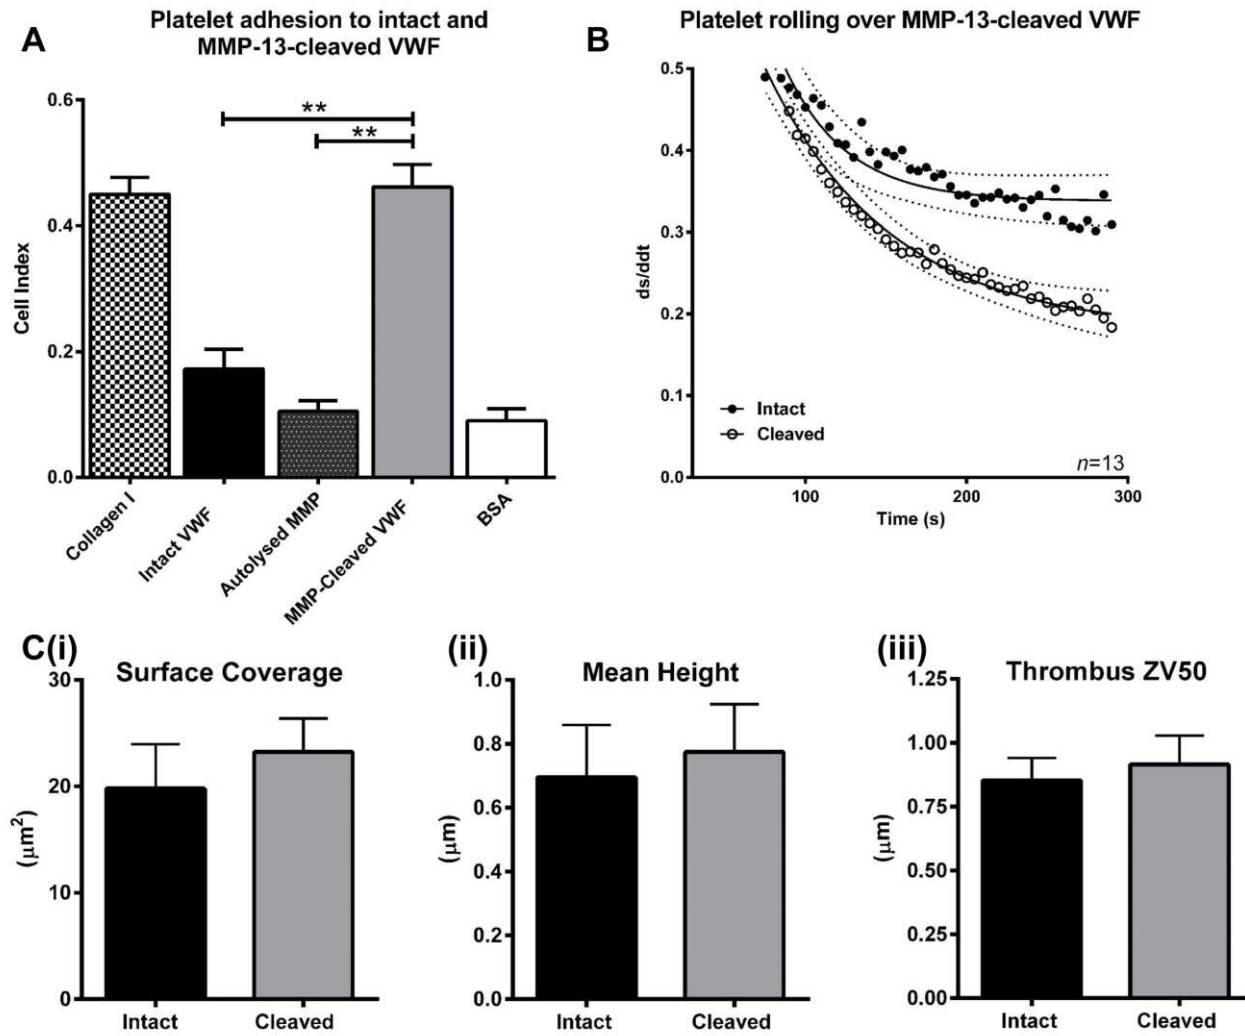 A
Platelet adhesion to intact and
MMP-13-cleaved VWF
0.6
0.4
0.2
0.0
Cell Index
**
**
Collagen I
Intact VWF
Autolysed MMP
MMP-Cleaved VWF
BSA
B
Platelet rolling over MMP-13-cleaved VWF
0.5
0.4
0.3
0.2
0.1
0.0
ds/ddt
Intact
Cleaved
n=13
100
200
300
Time (s)
C(i)
Surface Coverage
30
20
10
0
(μm²)
Intact
Cleaved
(ii)
Mean Height
1.0
0.8
0.6
0.4
0.2
0.0
(μm)
Intact
Cleaved
(iii)
Thrombus ZV50
1.25
1.00
0.75
0.50
0.25
0.00
(μm)
Intact
Cleaved